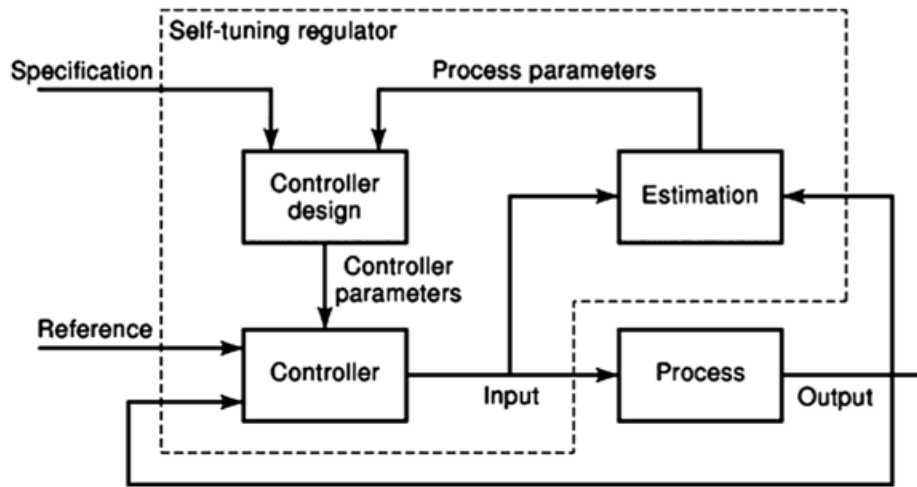 Self-tuning regulator
Specification
Process parameters
Controller
design
Estimation
Controller
parameters
Reference
Controller
Input
Process
Output